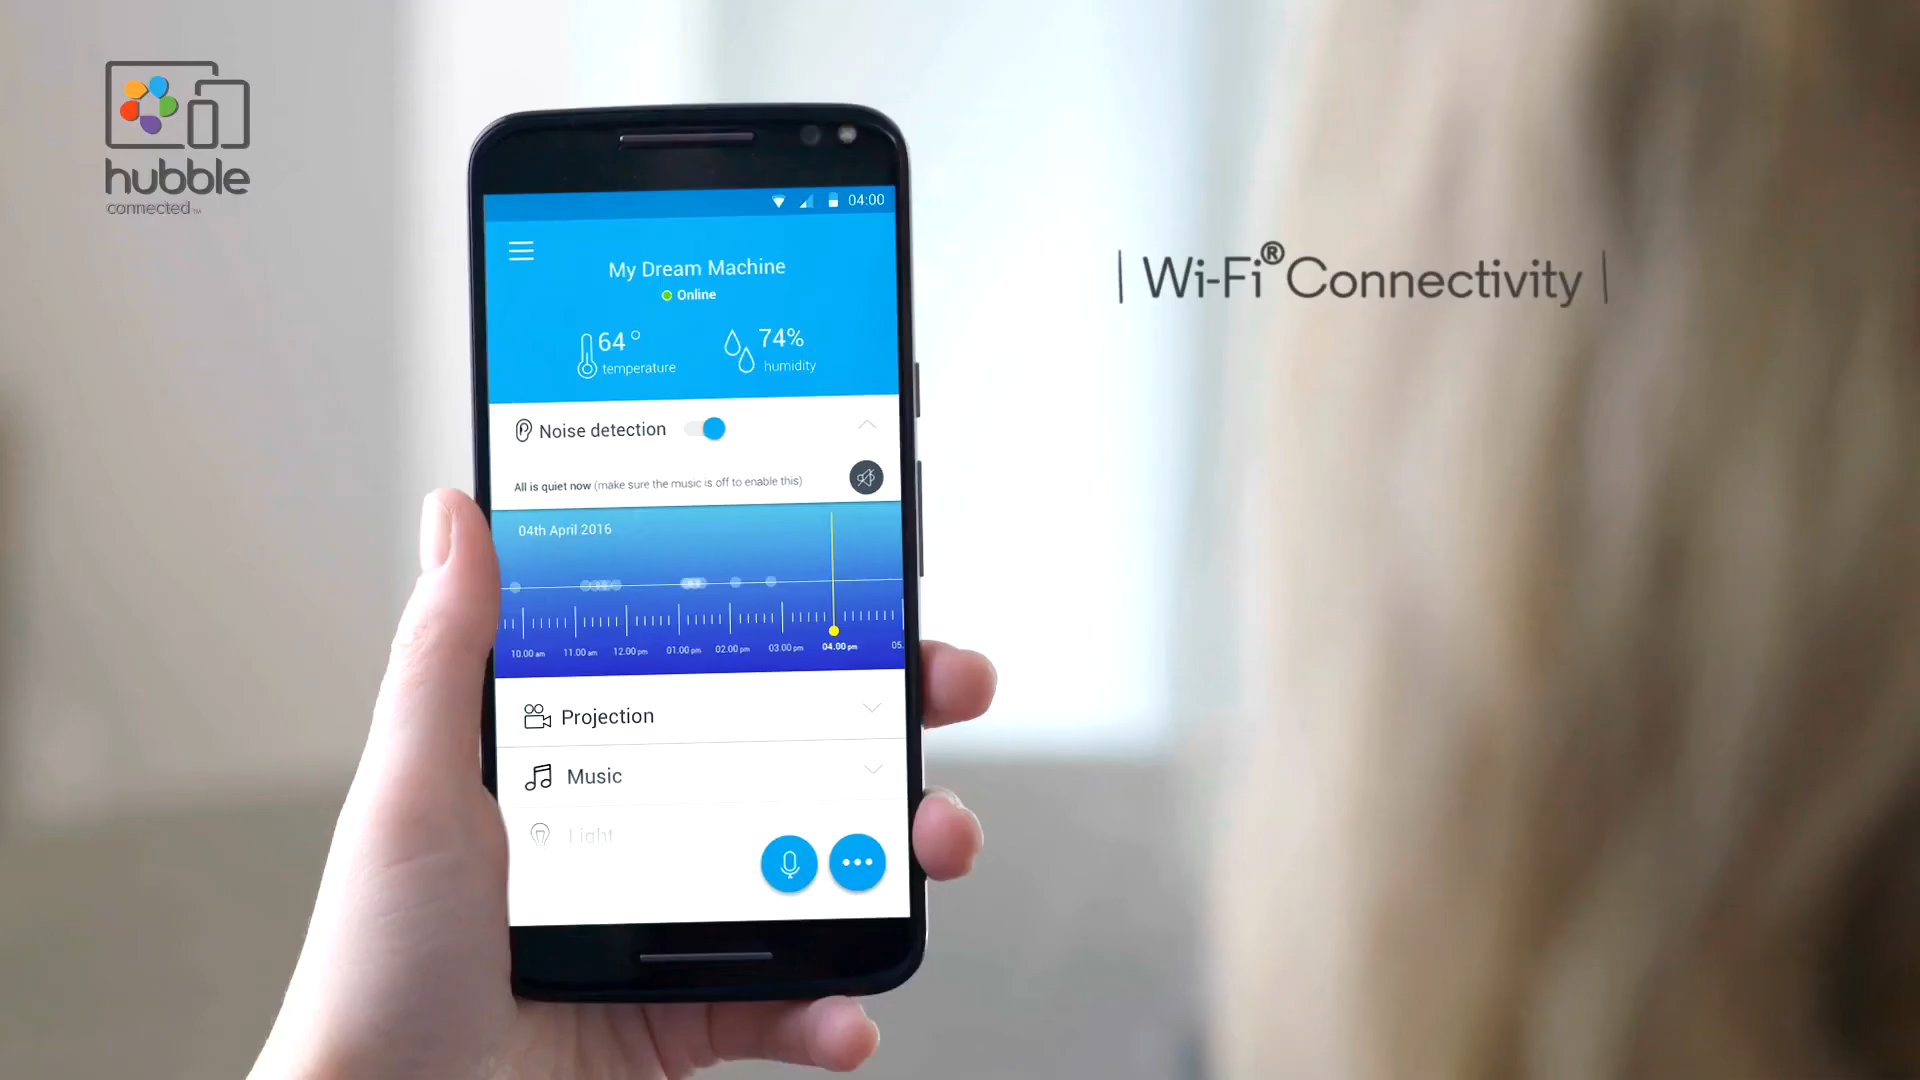 hubble
connected™
Wi-Fi® Connectivity
04:00
My Dream Machine
Online
64°
temperature
74%
humidity
Noise detection
All is quiet now (make sure the music is off to enable this)
04th April 2016
10.00 am 11.00 am 12.00 pm 01.00 pm 02.00 pm 03.00 pm 04.00 pm 05.
Projection
Music
Light